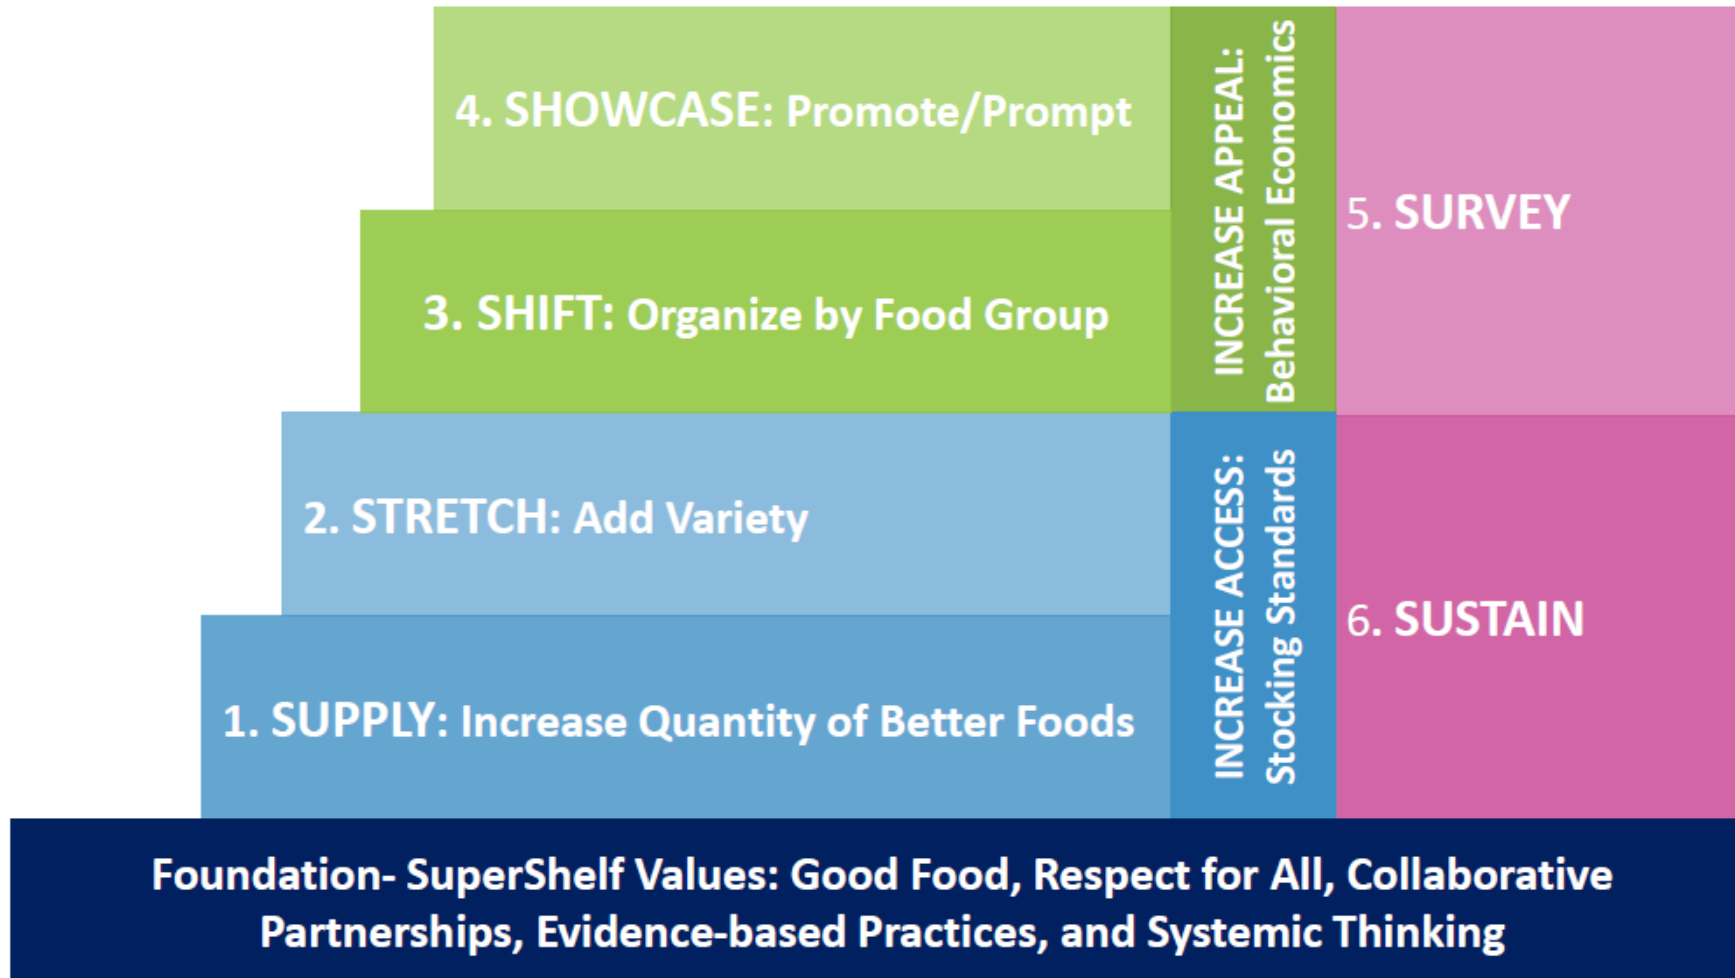 4. SHOWCASE: Promote/Prompt
3. SHIFT: Organize by Food Group
INCREASE APPEAL:
Behavioral Economics
5. SURVEY
2. STRETCH: Add Variety
1. SUPPLY: Increase Quantity of Better Foods
INCREASE ACCESS:
Stocking Standards
6. SUSTAIN
Foundation- SuperShelf Values: Good Food, Respect for All, Collaborative
Partnerships, Evidence-based Practices, and Systemic Thinking